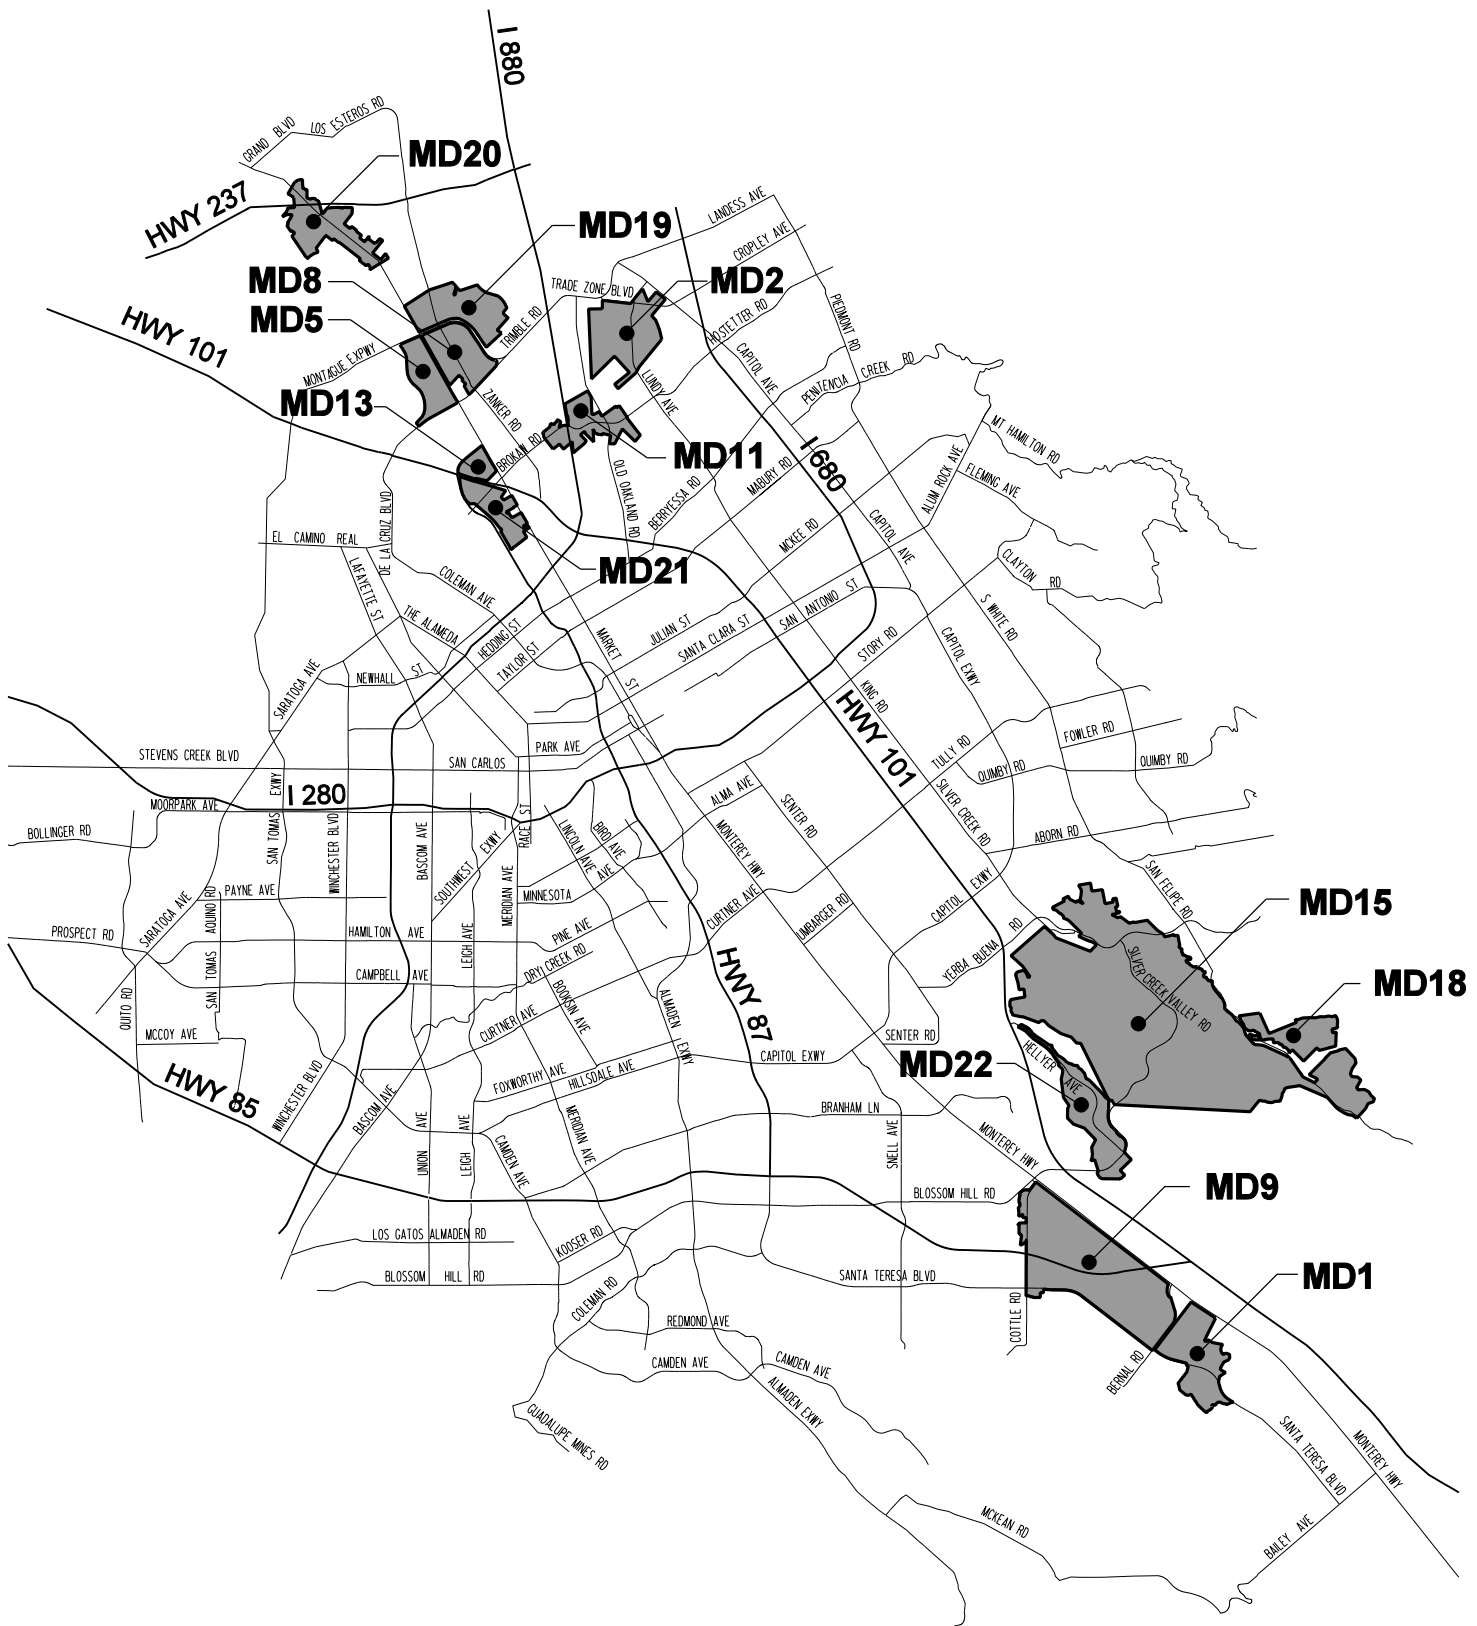 I 880
LOS ESTEROS RD
GRAND BLVD
MD20
HWY 237
LANDESS AVE
MD19
CROPLEY AVE
MD8
TRADE ZONE BLVD
MD2
MD5
HWY 101
TRIMBLE RD
HOSTETTER RD
PIEDMONT RD
MONTAGUE EXPWY
CAPITOL AVE
PENITENCIA CREEK RD
LUNDY AVE
MD13
ZANKER RD
MT HAMILTON RD
BROKAW RD
MD11
I 680
ALUM ROCK AVE
FLEMING AVE
OLD OAKLAND RD
BERRYESSA RD
MABURY RD
DE LA CRUZ BLVD
EL CAMINO REAL
MCKEE RD
CAPITOL AVE
MD21
LAFAYETTE ST
COLEMAN AVE
CLAYTON RD
THE ALAMEDA
HEDDING ST
TAYLOR ST
MARKET ST
JULIAN ST
SANTA CLARA ST
SAN ANTONIO ST
S WHITE RD
STORY RD
CAPITOL EXWY
SARATOGA AVE
NEWHALL ST
KING RD
HWY 101
STEVENS CREEK BLVD
SAN CARLOS
PARK AVE
TULLY RD
FOWLER RD
QUIMBY RD
QUIMBY RD
SAN TOMAS EXWY
I 280
MOORPARK AVE
ALMA AVE
SENTER RD
SILVER CREEK RD
BOLLINGER RD
WINCHESTER BLVD
BASCOM AVE
SOUTHWEST EXWY
RACE ST
LINCOLN AVE
BIRD AVE
MONTEREY HWY
ABORN RD
SARATOGA AVE
PAYNE AVE
SAN TOMAS AQUINO RD
MERIDIAN AVE
MINNESOTA AVE
CURTNER AVE
UMBARGER RD
CAPITOL EXWY
SAN FELIPE RD
MD15
PROSPECT RD
HAMILTON AVE
LEIGH AVE
PINE AVE
YERBA BUENA RD
SILVER CREEK VALLEY RD
CAMPBELL AVE
DRY CREEK RD
HWY 87
MD18
QUITO RD
BOOKSIN AVE
ALMADEN EXWY
MCCOY AVE
CURTNER AVE
SENTER RD
HELLYER AVE
MD22
CAPITOL EXWY
HWY 85
WINCHESTER BLVD
FOXWORTHY AVE
HILLSDALE AVE
BASCOM AVE
MERIDIAN AVE
BRANHAM LN
UNION AVE
LEIGH AVE
CAMDEN AVE
SNELL AVE
MONTEREY HWY
MD9
BLOSSOM HILL RD
LOS GATOS ALMADEN RD
KOOSER RD
BLOSSOM HILL RD
SANTA TERESA BLVD
MD1
COLEMAN RD
COTTLE RD
REDMOND AVE
CAMDEN AVE
CAMDEN AVE
BERNAL RD
ALMADEN EXWY
GUADALUPE MINES RD
SANTA TERESA BLVD
MONTEREY HWY
MCKEAN RD
BAILEY AVE